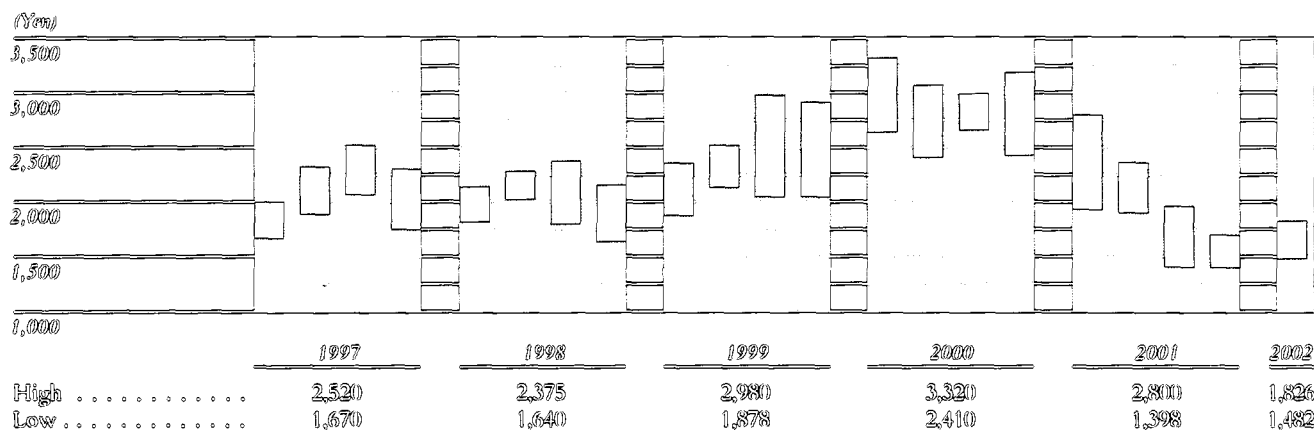 (Yen)
3,500
3,000
2,500
2,000
1,500
1,000
1997 1998 1999 2000 2001 2002
High . . . . . . . . . . . . 2,520 2,375 2,980 3,320 2,800 1,826
Low . . . . . . . . . . . . . 1,670 1,640 1,878 2,410 1,398 1,482